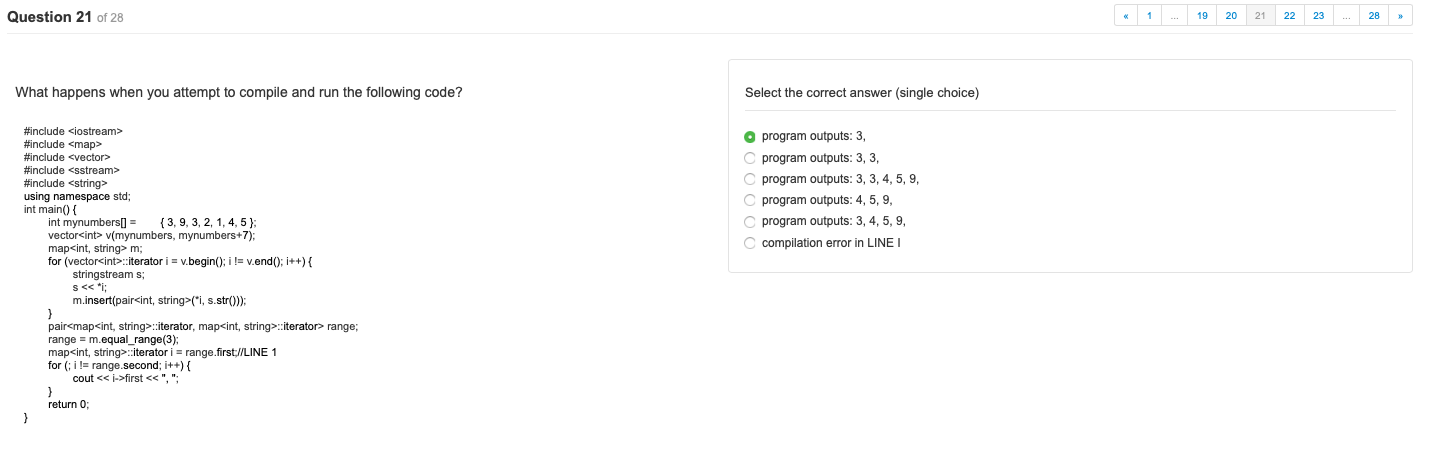 Question 21 of 28
« 1 ... 19 20 21 22 23 ... 28 »
What happens when you attempt to compile and run the following code?
#include <iostream>
#include <map>
#include <vector>
#include <sstream>
#include <string>
using namespace std;
int main() {
int mynumbers[] = { 3, 9, 3, 2, 1, 4, 5 };
vector<int> v(mynumbers, mynumbers+7);
map<int, string> m;
for (vector<int>::iterator i = v.begin(); i != v.end(); i++) {
stringstream s;
s << *i;
m.insert(pair<int, string>(*i, s.str()));
}
pair<map<int, string>::iterator, map<int, string>::iterator> range;
range = m.equal_range(3);
map<int, string>::iterator i = range.first;//LINE 1
for (; i != range.second; i++) {
cout << i->first << ", ";
}
return 0;
}
Select the correct answer (single choice)
program outputs: 3,
program outputs: 3, 3,
program outputs: 3, 3, 4, 5, 9,
program outputs: 4, 5, 9,
program outputs: 3, 4, 5, 9,
compilation error in LINE I